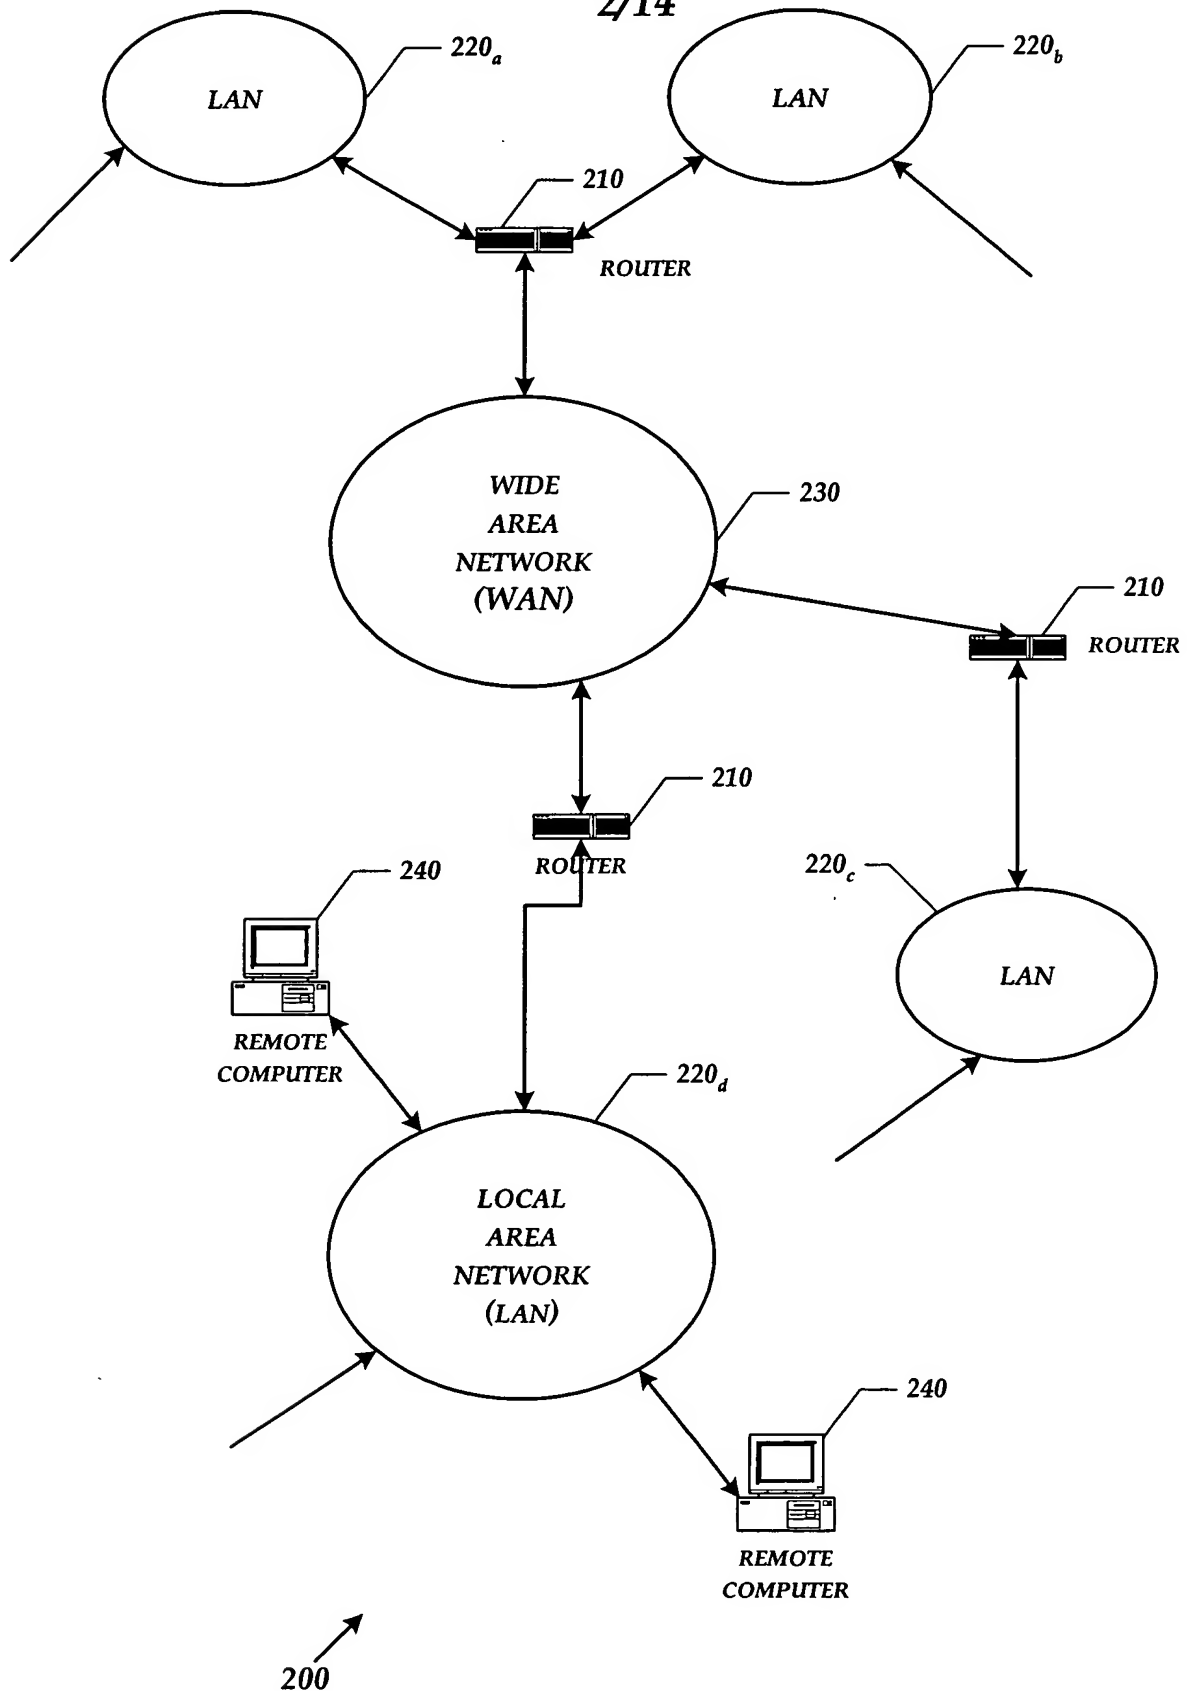 2/14
220a
220b
LAN
LAN
210
ROUTER
WIDE
AREA
NETWORK
(WAN)
230
210
ROUTER
210
ROUTER
240
220c
REMOTE
COMPUTER
LAN
220d
LOCAL
AREA
NETWORK
(LAN)
240
REMOTE
COMPUTER
200